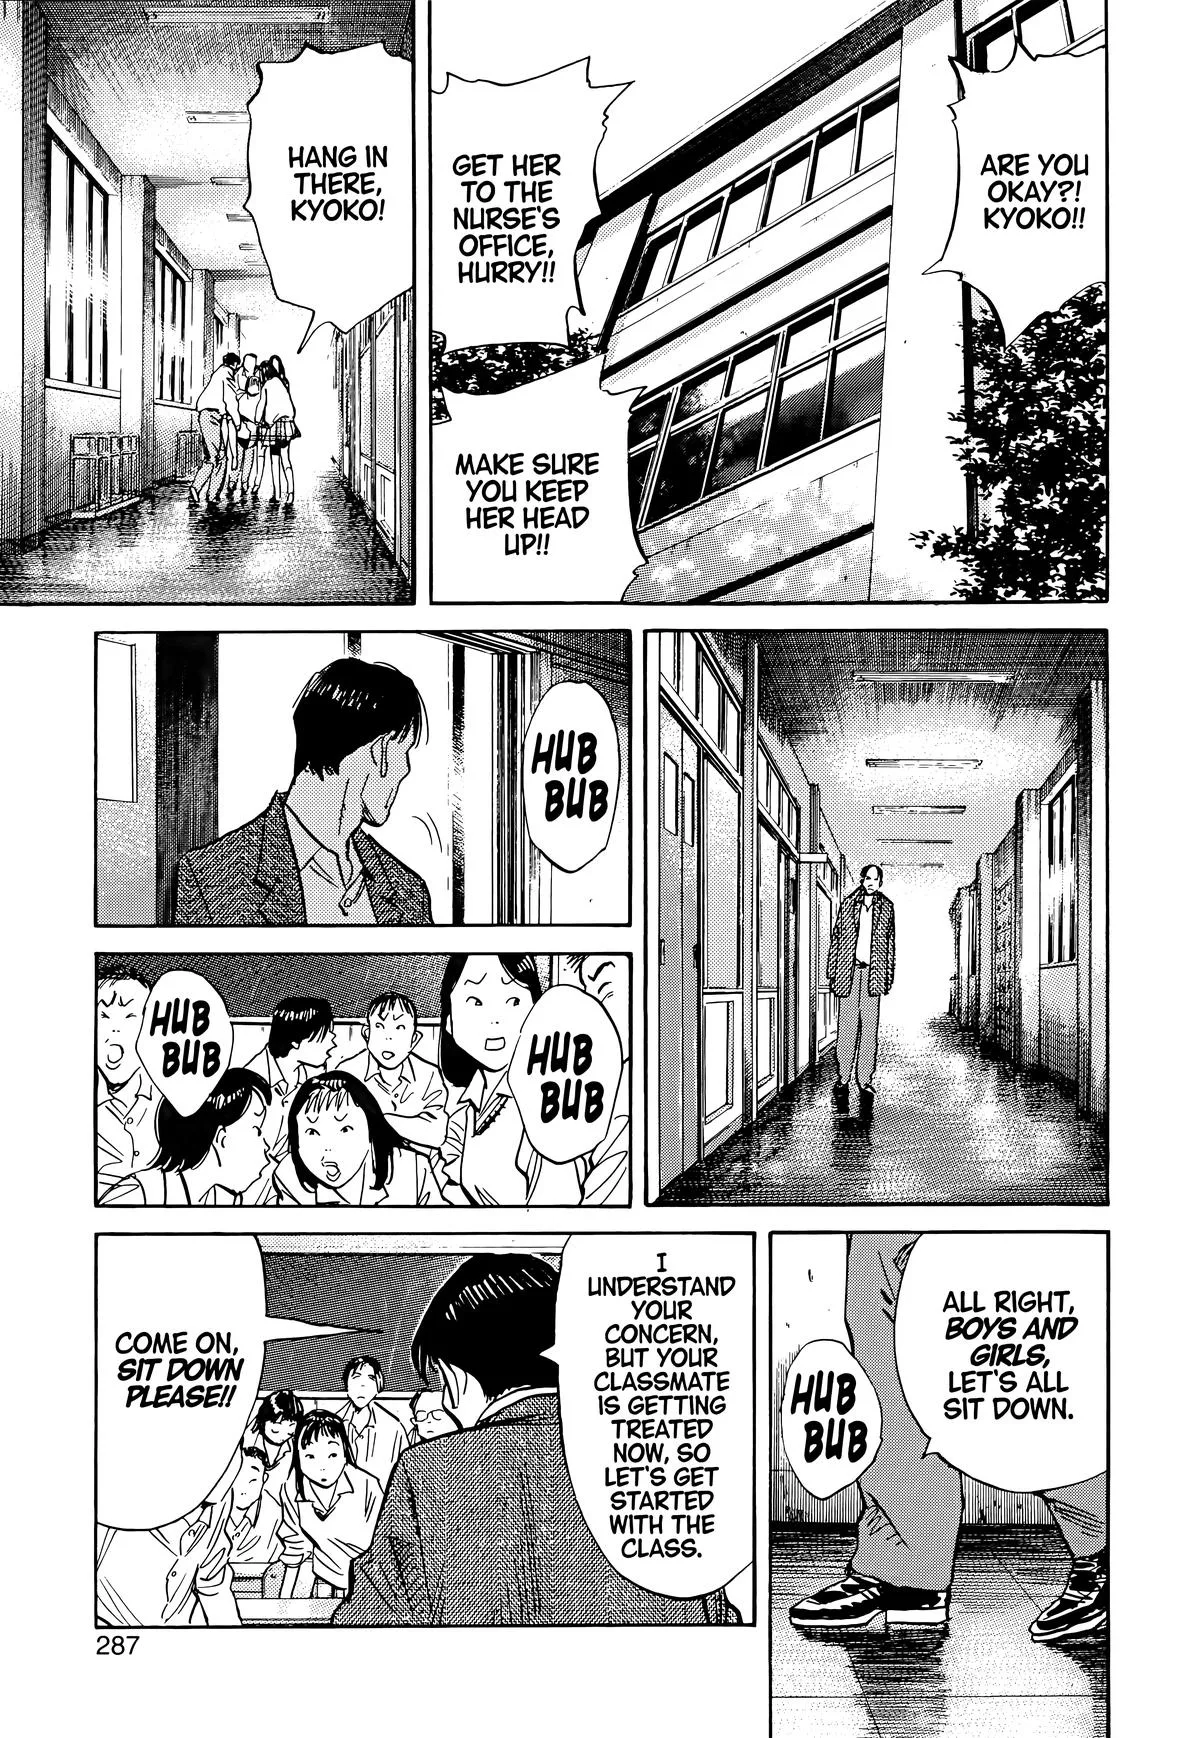 ARE YOU
OKAY?!
KYOKO!!
GET HER
TO THE
NURSE'S
OFFICE,
HURRY!!
MAKE SURE
YOU KEEP
HER HEAD
UP!!
HANG IN
THERE,
KYOKO!
HUB
BUB
HUB
BUB
HUB
BUB
ALL RIGHT,
BOYS AND
GIRLS,
LET'S ALL
SIT DOWN.
HUB
BUB
I
UNDERSTAND
YOUR
CONCERN,
BUT YOUR
CLASSMATE
IS GETTING
TREATED
NOW, SO
LET'S GET
STARTED
WITH THE
CLASS.
COME ON,
SIT DOWN
PLEASE!!
287